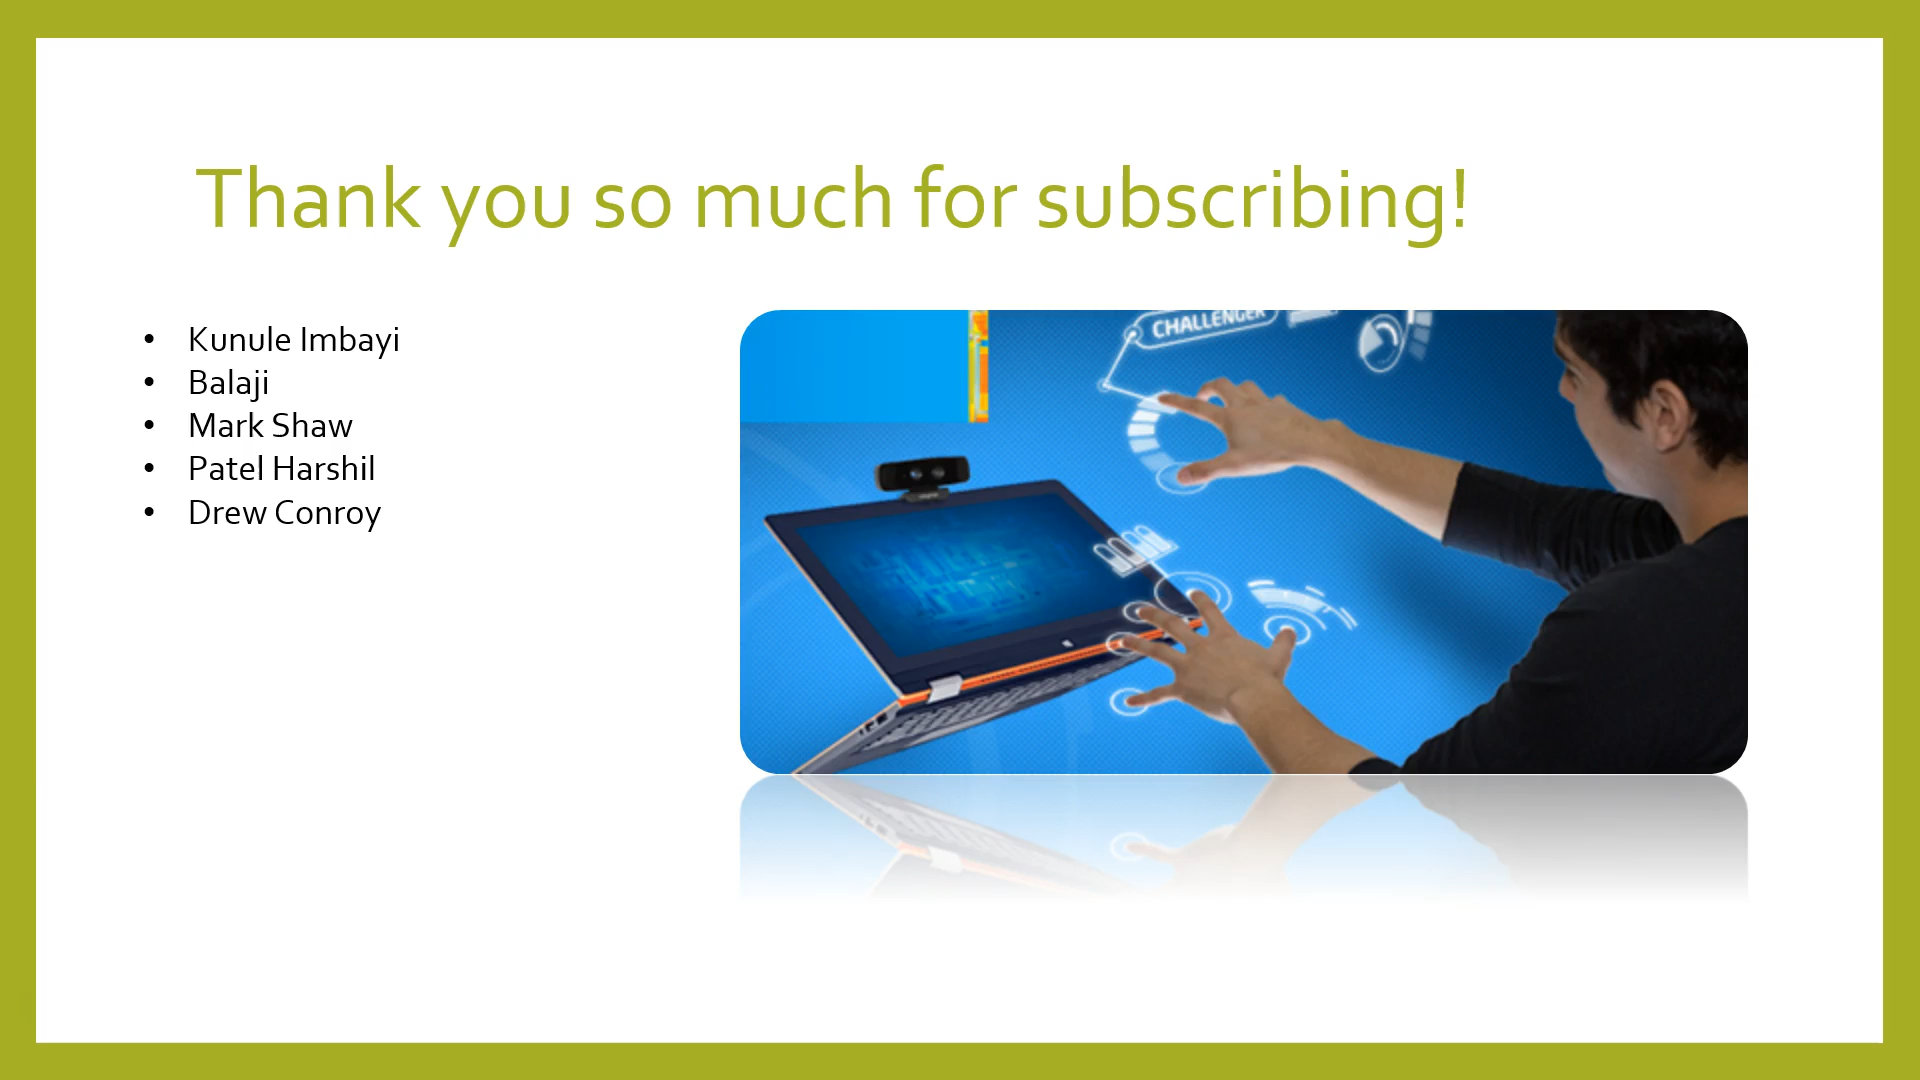 Thank you so much for subscribing!
• Kunule Imbayi
• Balaji
• Mark Shaw
• Patel Harshil
• Drew Conroy
CHALLENGER